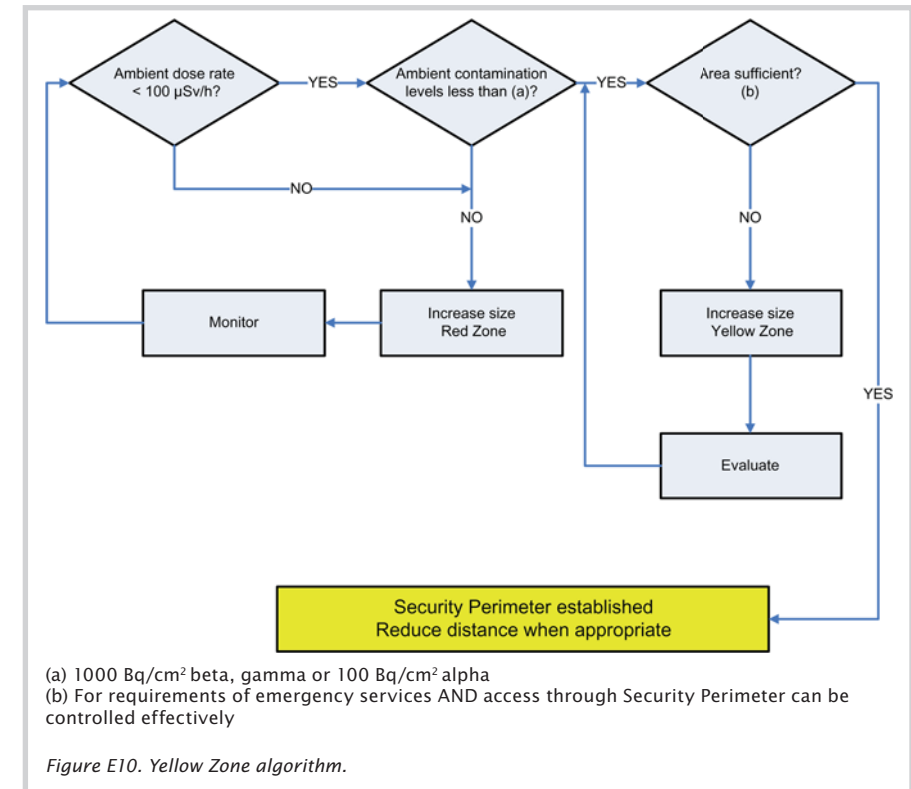 Ambient dose rate
< 100 µSv/h?
YES
Ambient contamination
levels less than (a)?
YES
Area sufficient?
(b)
NO
NO
NO
Monitor
Increase size
Red Zone
Increase size
Yellow Zone
YES
Evaluate
Security Perimeter established
Reduce distance when appropriate
(a) 1000 Bq/cm² beta, gamma or 100 Bq/cm² alpha
(b) For requirements of emergency services AND access through Security Perimeter can be
controlled effectively
Figure E10. Yellow Zone algorithm.